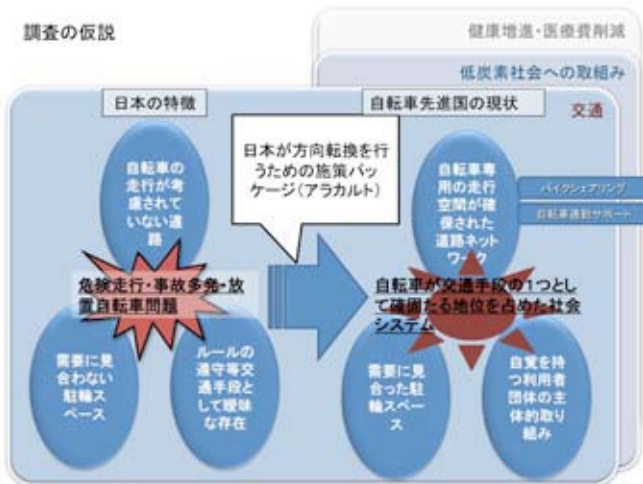 調査の仮説
健康増進・医療費削減
低炭素社会への取組み
交通
日本の特徴
自転車先進国の現状
自転車の
走行が考
慮されて
いない道
路
日本が方向転換を行
うための施策パッ
ケージ(アラカルト)
自転車専
用の走行
空間が確
保された
道路ネット
ワーク
バイクシェアリング
自転車通勤サポート
危険走行・事故多発・放
置自転車問題
自転車が交通手段の1つとし
て確固たる地位を占めた社会
システム
需要に見
合わない
駐輪ス
ペース
ルールの
遵守等交
通手段と
して曖昧
な存在
需要に見
合った駐
輪スペー
ス
自覚を持
つ利用者
団体の主
体的取り
組み